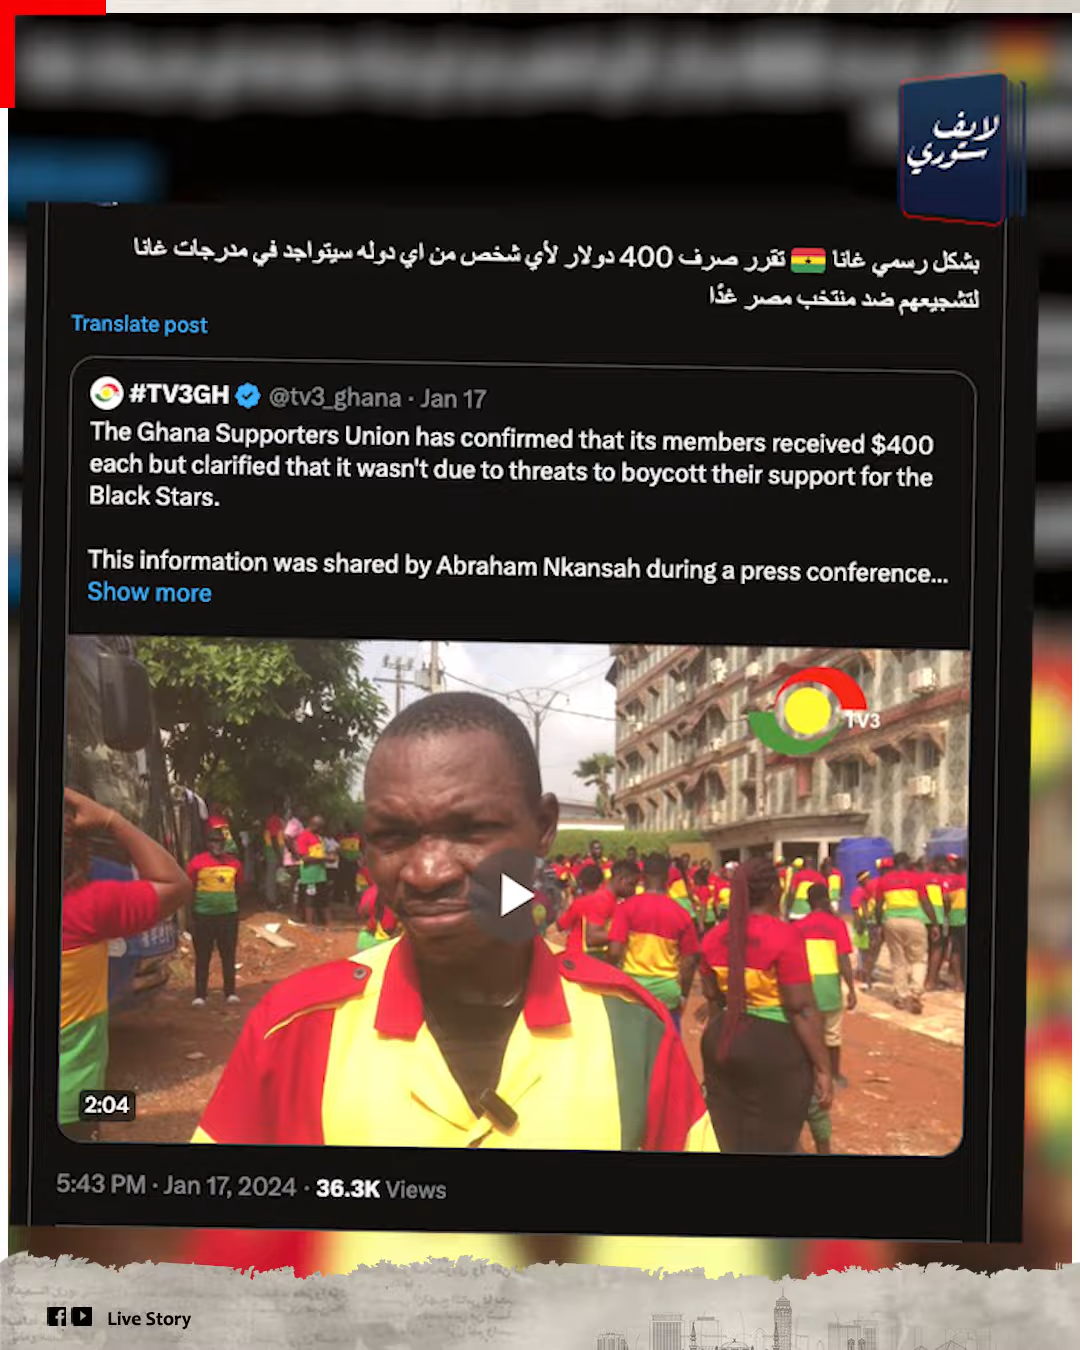 لايف
ستوري
بشكل رسمي غانا 🇬🇭 تقرر صرف 400 دولار لأي شخص من اي دوله سيتواجد في مدرجات غانا
لتشجيعهم ضد منتخب مصر غدًا
Translate post
#TV3GH @tv3_ghana · Jan 17
The Ghana Supporters Union has confirmed that its members received $400
each but clarified that it wasn't due to threats to boycott their support for the
Black Stars.
This information was shared by Abraham Nkansah during a press conference...
Show more
TV3
2:04
5:43 PM · Jan 17, 2024 · 36.3K Views
Live Story